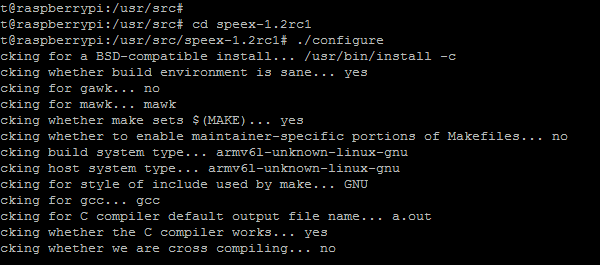 t@raspberrypi:/usr/src#
t@raspberrypi:/usr/src# cd speex-1.2rc1
t@raspberrypi:/usr/src/speex-1.2rc1# ./configure
cking for a BSD-compatible install... /usr/bin/install -c
cking whether build environment is sane... yes
cking for gawk... no
cking for mawk... mawk
cking whether make sets $(MAKE)... yes
cking whether to enable maintainer-specific portions of Makefiles... no
cking build system type... armv6l-unknown-linux-gnu
cking host system type... armv6l-unknown-linux-gnu
cking for style of include used by make... GNU
cking for gcc... gcc
cking for C compiler default output file name... a.out
cking whether the C compiler works... yes
cking whether we are cross compiling... no